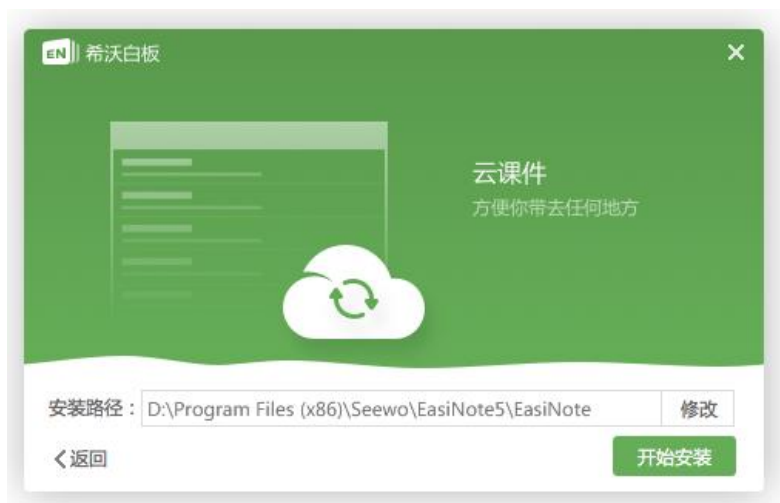 EN 希沃白板
云课件
方便你带去任何地方
安装路径：D:\Program Files (x86)\Seewo\EasiNote5\EasiNote 修改
返回 开始安装